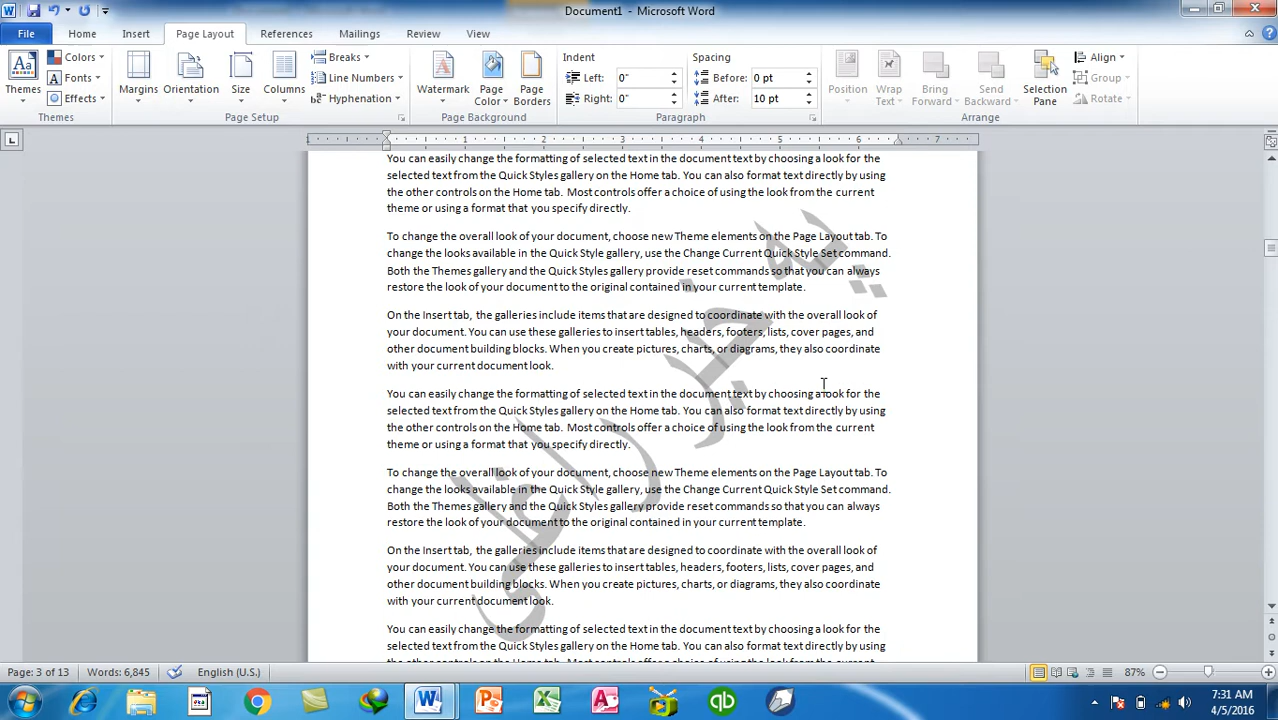 Document1 - Microsoft Word
File Home Insert Page Layout References Mailings Review View
Aa Themes
Colors
Fonts
Effects
Themes
Margins
Orientation
Size
Columns
Breaks
Line Numbers
Hyphenation
Page Setup
Watermark
Page Color
Page Borders
Page Background
Indent
Left: 0"
Right: 0"
Spacing
Before: 0 pt
After: 10 pt
Paragraph
Position
Wrap Text
Bring Forward
Send Backward
Selection Pane
Align
Group
Rotate
Arrange
1 1 2 3 4 5 6 7
You can easily change the formatting of selected text in the document text by choosing a look for the
selected text from the Quick Styles gallery on the Home tab. You can also format text directly by using
the other controls on the Home tab. Most controls offer a choice of using the look from the current
theme or using a format that you specify directly.
To change the overall look of your document, choose new Theme elements on the Page Layout tab. To
change the looks available in the Quick Style gallery, use the Change Current Quick Style Set command.
Both the Themes gallery and the Quick Styles gallery provide reset commands so that you can always
restore the look of your document to the original contained in your current template.
On the Insert tab, the galleries include items that are designed to coordinate with the overall look of
your document. You can use these galleries to insert tables, headers, footers, lists, cover pages, and
other document building blocks. When you create pictures, charts, or diagrams, they also coordinate
with your current document look.
You can easily change the formatting of selected text in the document text by choosing a look for the
selected text from the Quick Styles gallery on the Home tab. You can also format text directly by using
the other controls on the Home tab. Most controls offer a choice of using the look from the current
theme or using a format that you specify directly.
To change the overall look of your document, choose new Theme elements on the Page Layout tab. To
change the looks available in the Quick Style gallery, use the Change Current Quick Style Set command.
Both the Themes gallery and the Quick Styles gallery provide reset commands so that you can always
restore the look of your document to the original contained in your current template.
On the Insert tab, the galleries include items that are designed to coordinate with the overall look of
your document. You can use these galleries to insert tables, headers, footers, lists, cover pages, and
other document building blocks. When you create pictures, charts, or diagrams, they also coordinate
with your current document look.
You can easily change the formatting of selected text in the document text by choosing a look for the
selected text from the Quick Styles gallery on the Home tab. You can also format text directly by using
په خیر راغلی
Page: 3 of 13 Words: 6,845 English (U.S.) 87%
7:31 AM
4/5/2016